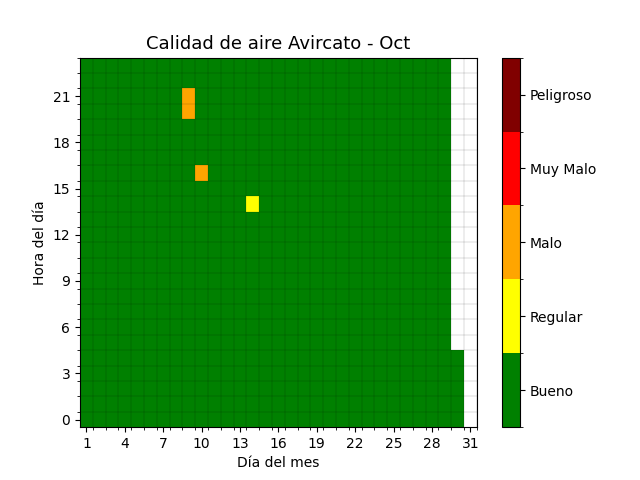 Calidad de aire Avircato - Oct
21
18
15
12
9
6
3
0
Hora del día
1 4 7 10 13 16 19 22 25 28 31
Día del mes
Peligroso
Muy Malo
Malo
Regular
Bueno